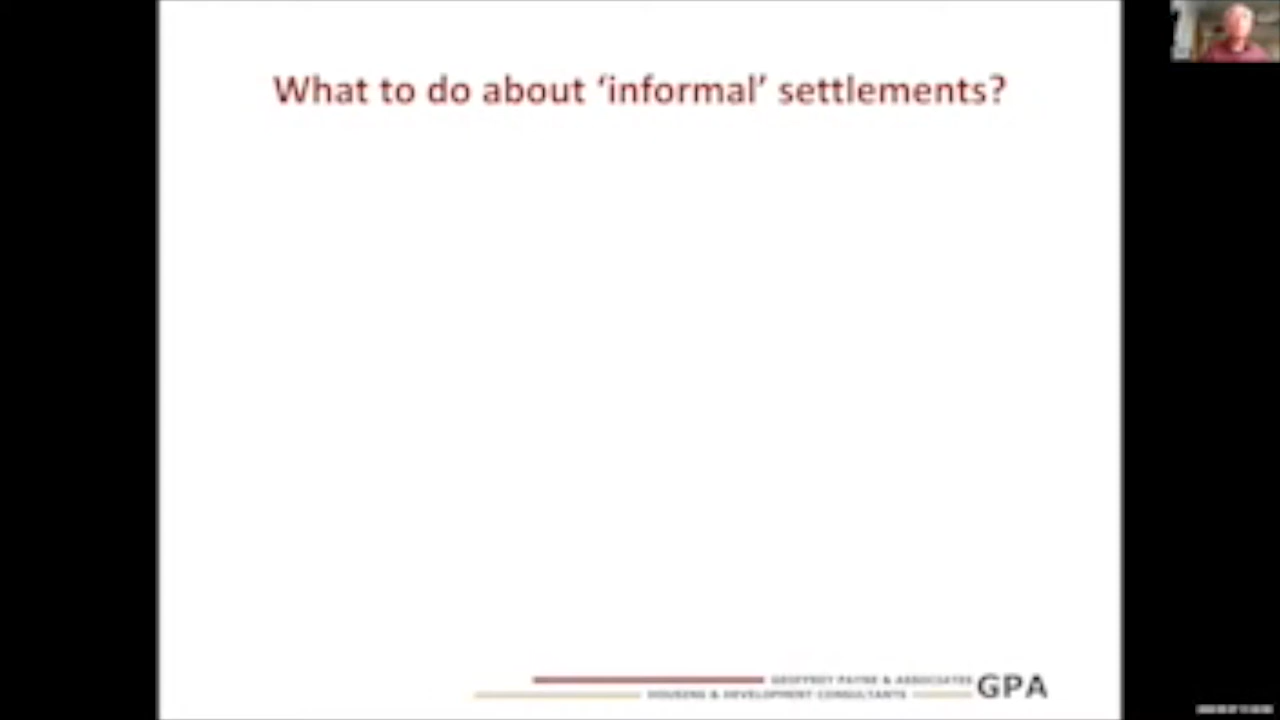 What to do about ‘informal’ settlements?
GEOFFREY PAYNE & ASSOCIATES
HOUSING & DEVELOPMENT CONSULTANTS
GPA